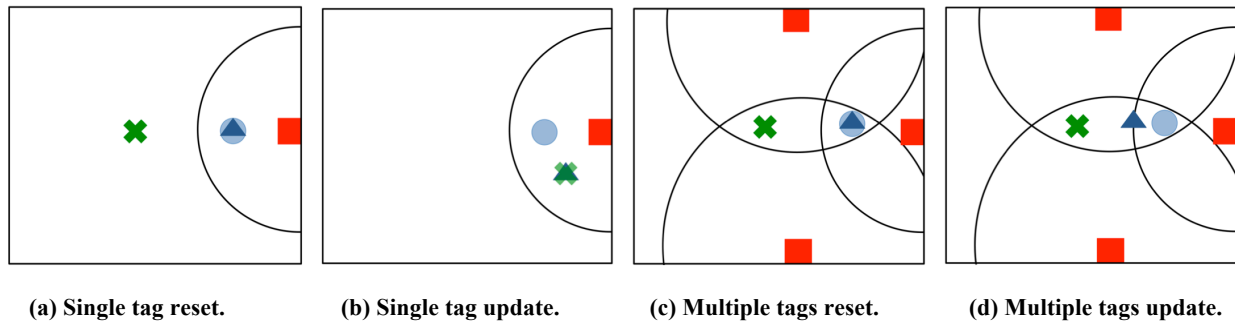 (a) Single tag reset.
(b) Single tag update.
(c) Multiple tags reset.
(d) Multiple tags update.